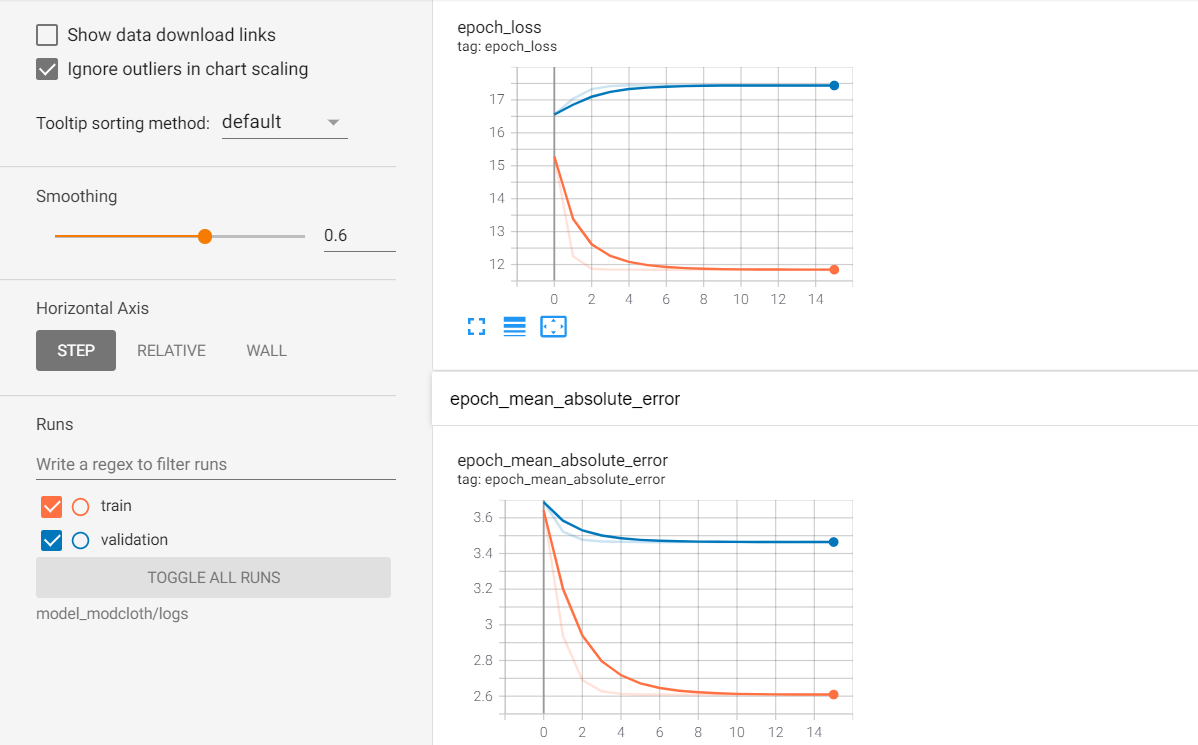 Show data download links
Ignore outliers in chart scaling
Tooltip sorting method: default
Smoothing
0.6
Horizontal Axis
STEP RELATIVE WALL
Runs
Write a regex to filter runs
train
validation
TOGGLE ALL RUNS
model_modcloth/logs
epoch_loss
tag: epoch_loss
17
16
15
14
13
12
0 2 4 6 8 10 12 14
epoch_mean_absolute_error
epoch_mean_absolute_error
tag: epoch_mean_absolute_error
3.6
3.4
3.2
3
2.8
2.6
0 2 4 6 8 10 12 14